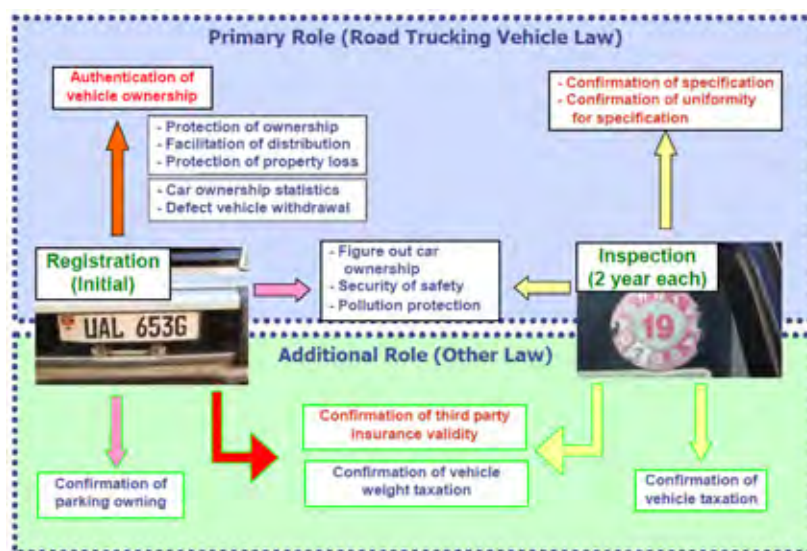 Primary Role (Road Trucking Vehicle Law)
Authentication of
vehicle ownership
- Confirmation of specification
- Confirmation of uniformity
for specification
- Protection of ownership
- Facilitation of distribution
- Protection of property loss
- Car ownership statistics
- Defect vehicle withdrawal
Registration
(Initial)
- Figure out car
ownership
- Security of safety
- Pollution protection
Inspection
(2 year each)
UAL 653G
19
Additional Role (Other Law)
Confirmation of third party
insurance validity
Confirmation of vehicle
weight taxation
Confirmation of
parking owning
Confirmation of
vehicle taxation